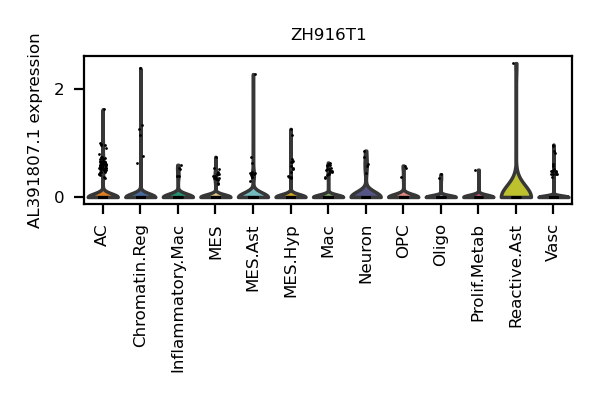 ZH916T1
AL391807.1 expression
2
0
AC
Chromatin.Reg
Inflammatory.Mac
MES
MES.Ast
MES.Hyp
Mac
Neuron
OPC
Oligo
Prolif.Metab
Reactive.Ast
Vasc